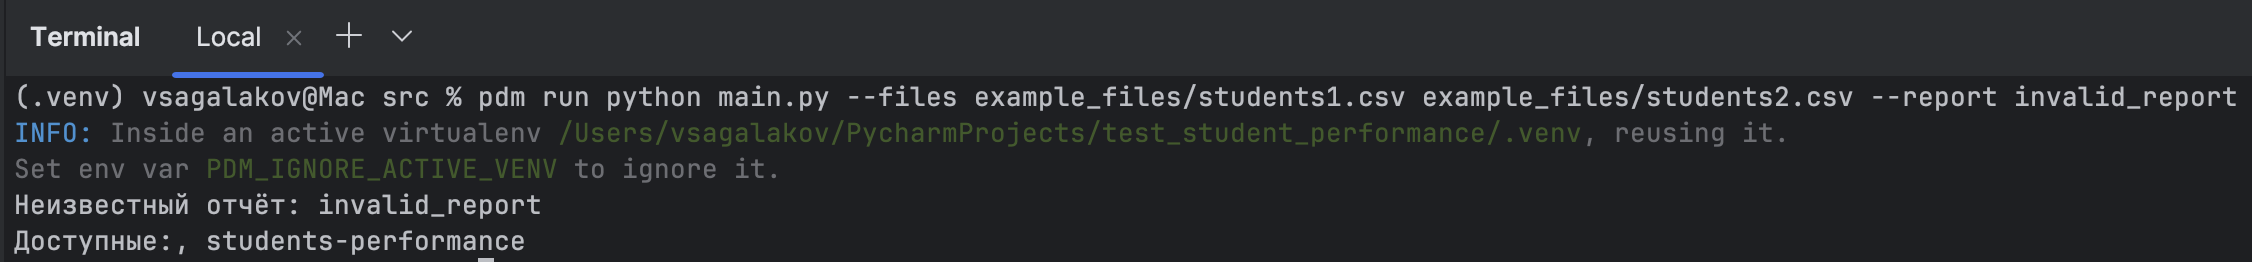 Terminal Local
(.venv) vsagalakov@Mac src % pdm run python main.py --files example_files/students1.csv example_files/students2.csv --report invalid_report
INFO: Inside an active virtualenv /Users/vsagalakov/PycharmProjects/test_student_performance/.venv, reusing it.
Set env var PDM_IGNORE_ACTIVE_VENV to ignore it.
Неизвестный отчёт: invalid_report
Доступные:, students-performance